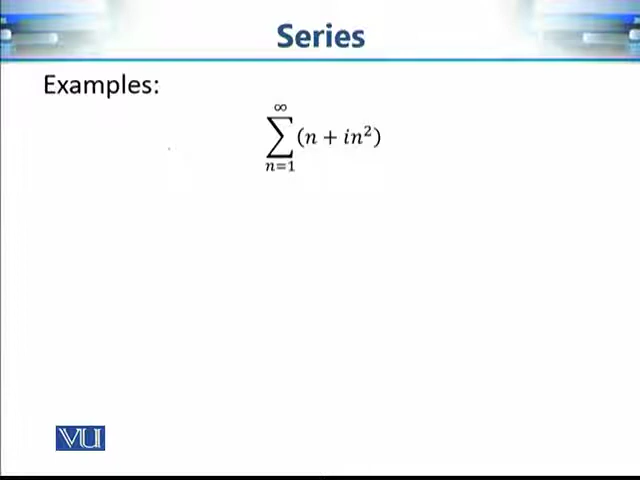 Series
Examples:
∞
∑(n + in²)
n=1
VU